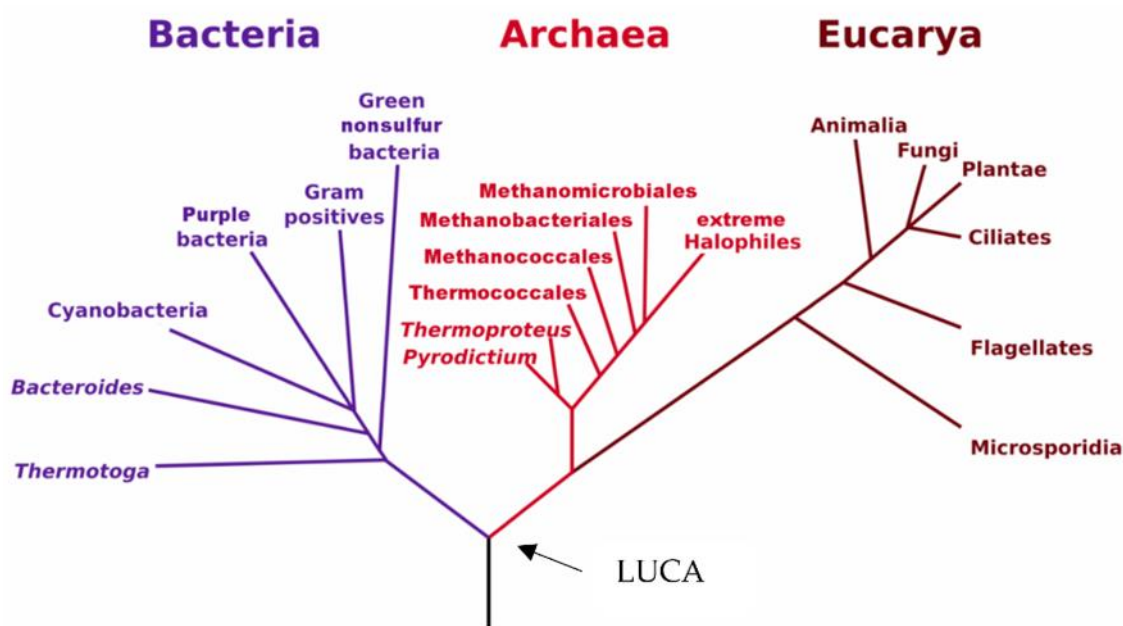 Bacteria
Archaea
Eucarya
Green
nonsulfur
bacteria
Gram
positives
Purple
bacteria
Cyanobacteria
Bacteroides
Thermotoga
Methanomicrobiales
Methanobacteriales
Methanococcales
Thermococcales
Thermoproteus
Pyrodictium
extreme
Halophiles
Animalia
Fungi
Plantae
Ciliates
Flagellates
Microsporidia
LUCA